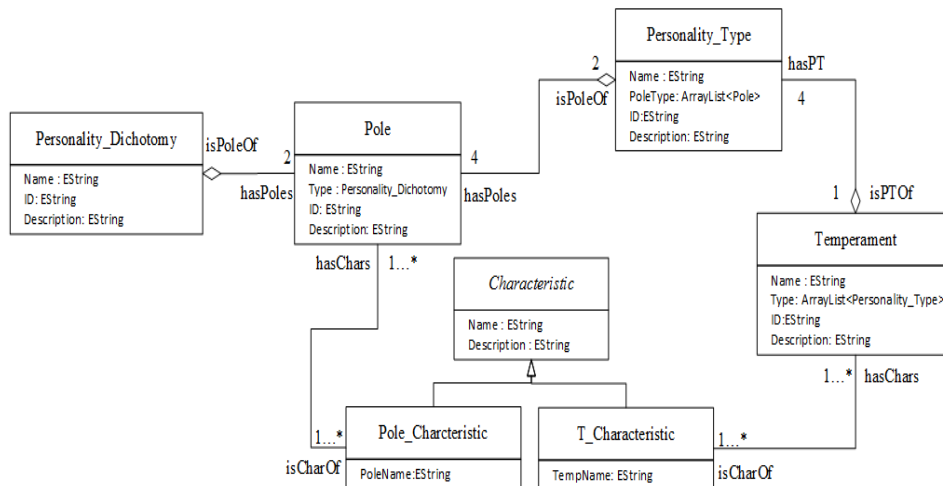 Personality_Type
Name : EString
PoleType: ArrayList<Pole>
ID:EString
Description: EString
hasPT
4
2
isPoleOf
Personality_Dichotomy
Name : EString
ID: EString
Description: EString
isPoleOf
2
hasPoles
Pole
Name : EString
Type : Personality_Dichotomy
ID: EString
Description: EString
4
hasPoles
1
isPTOf
Temperament
Name : EString
Type: ArrayList<Personality_Type>
ID:EString
Description: EString
hasChars
1...*
Characteristic
Name : EString
Description : EString
1...*
hasChars
1...*
isCharOf
Pole_Charcteristic
PoleName:EString
T_Characteristic
TempName: EString
1...*
isCharOf